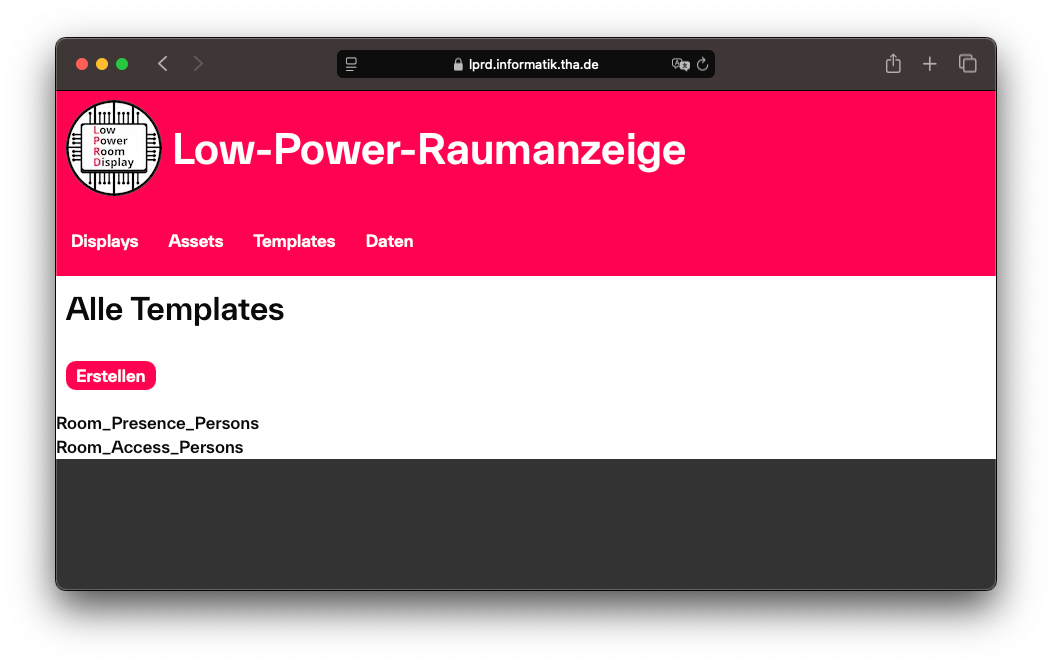 lprd.informatik.tha.de
Low
Power
Room
Display
Low-Power-Raumanzeige
Displays Assets Templates Daten
Alle Templates
Erstellen
Room_Presence_Persons
Room_Access_Persons